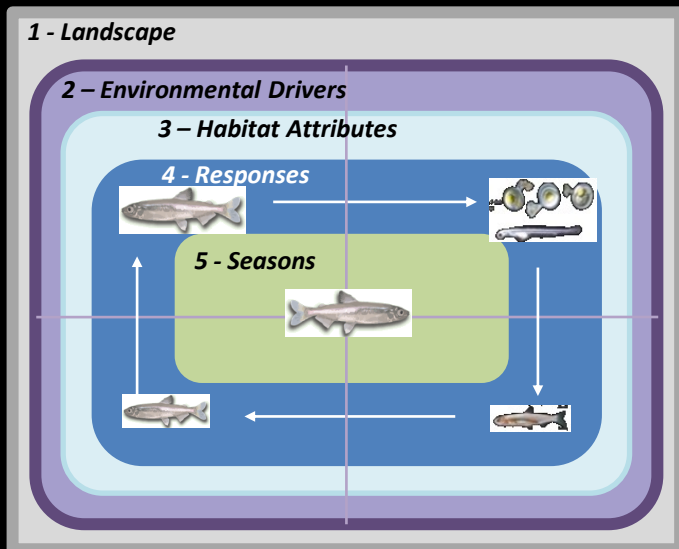 1 - Landscape
2 – Environmental Drivers
3 – Habitat Attributes
4 - Responses
5 - Seasons